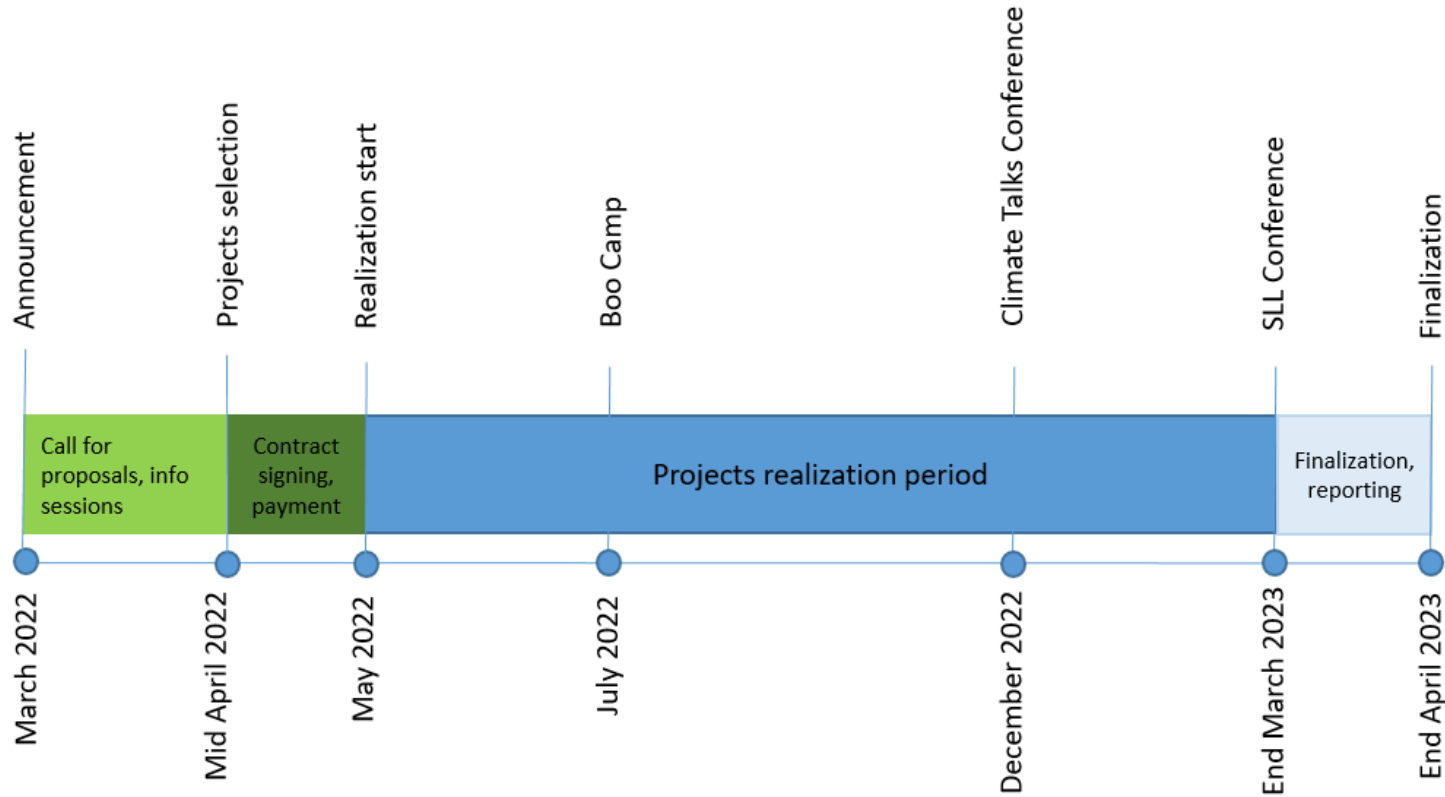 Announcement
Projects selection
Realization start
Boo Camp
Climate Talks Conference
SLL Conference
Finalization
Call for
proposals, info
sessions
Contract
signing,
payment
Projects realization period
Finalization,
reporting
March 2022
Mid April 2022
May 2022
July 2022
December 2022
End March 2023
End April 2023